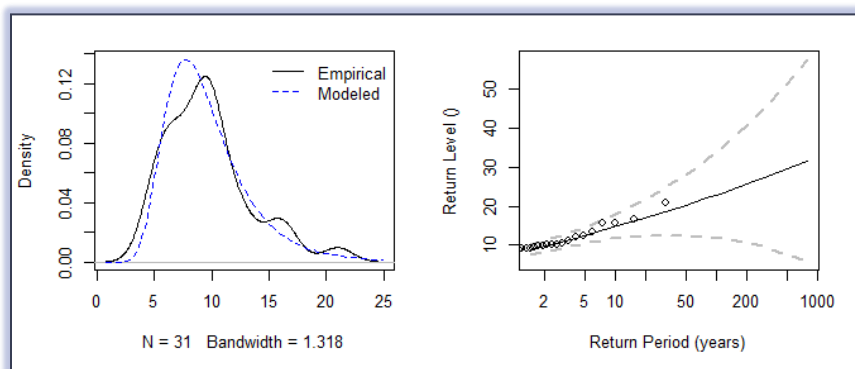 Density
0.00 0.04 0.08 0.12
Empirical
Modeled
0 5 10 15 20 25
N = 31 Bandwidth = 1.318
Return Level ()
10 20 30 40 50
2 5 10 50 200 1000
Return Period (years)